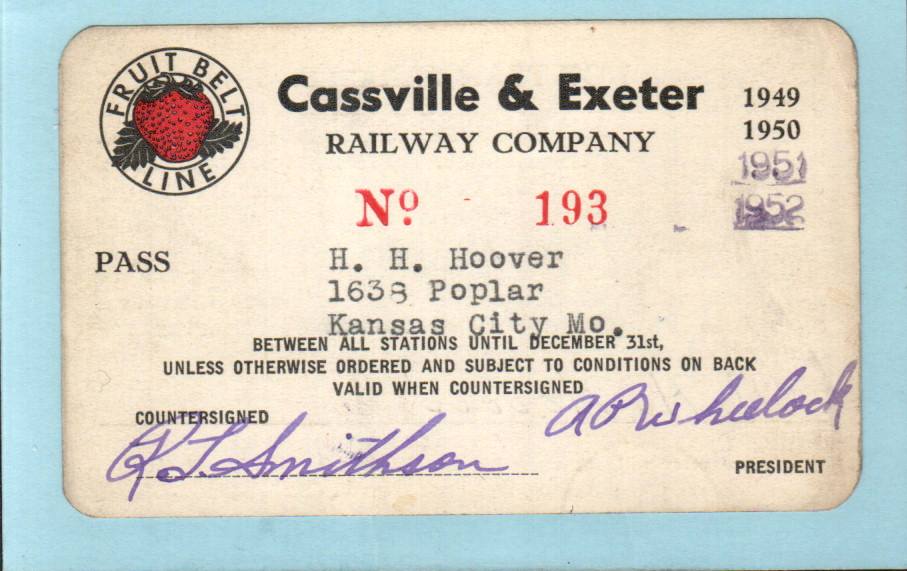 FRUIT BELT
LINE
Cassville & Exeter
RAILWAY COMPANY
1949
1950
1951
1952
Nº 193
PASS
H. H. Hoover
1638 Poplar
Kansas City Mo.
BETWEEN ALL STATIONS UNTIL DECEMBER 31st,
UNLESS OTHERWISE ORDERED AND SUBJECT TO CONDITIONS ON BACK
VALID WHEN COUNTERSIGNED
COUNTERSIGNED
R. T. Smithson
A R Wheelock
PRESIDENT